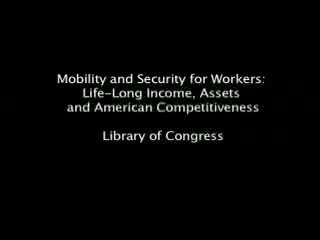 Mobility and Security for Workers:
Life-Long Income, Assets
and American Competitiveness
Library of Congress